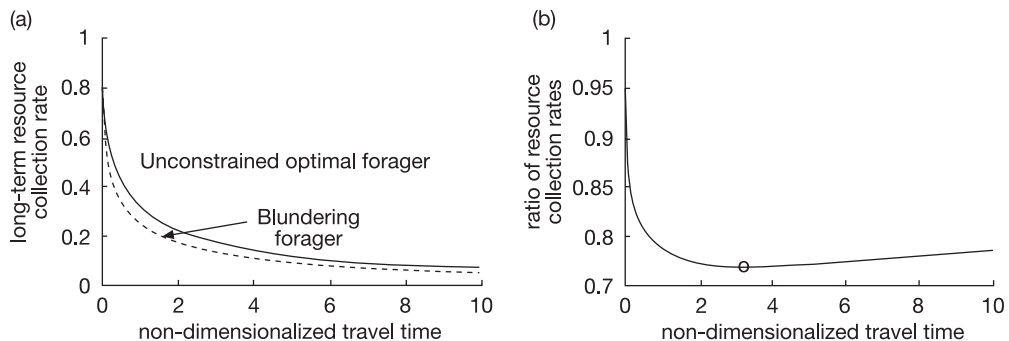 (a)
1
0.8
0.6
0.4
0.2
0
long-term resource
collection rate
Unconstrained optimal forager
Blundering
forager
0 2 4 6 8 10
non-dimensionalized travel time
(b)
1
0.95
0.9
0.85
0.8
0.7
ratio of resource
collection rates
0 2 4 6 8 10
non-dimensionalized travel time